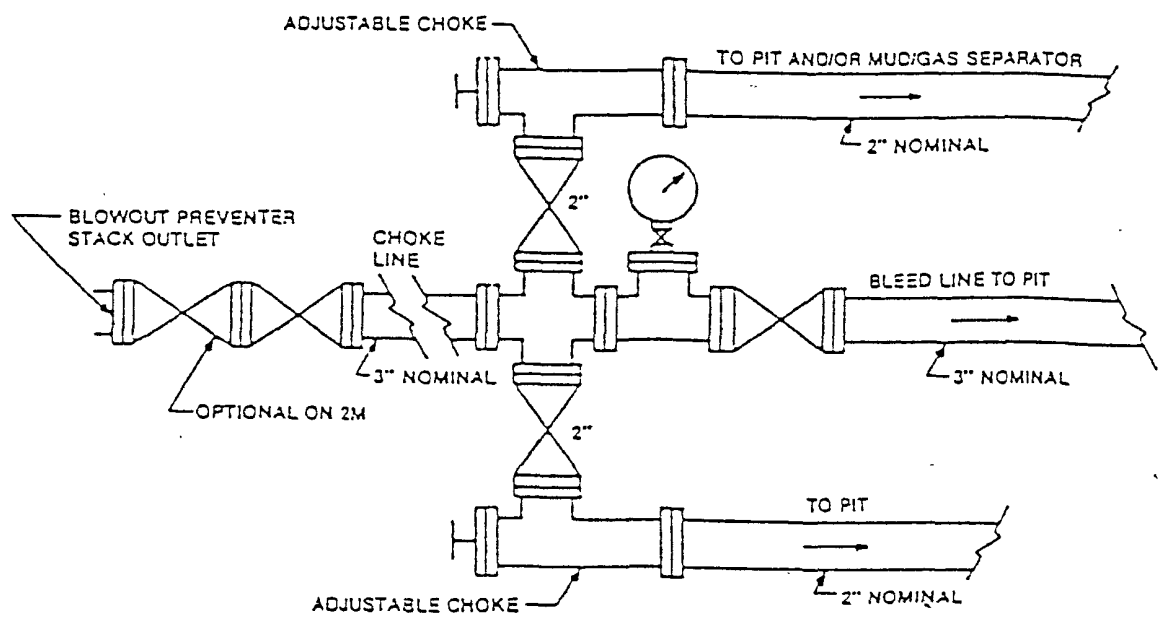 ADJUSTABLE CHOKE
TO PIT AND/OR MUD/GAS SEPARATOR
2" NOMINAL
2"
BLOWOUT PREVENTER
STACK OUTLET
CHOKE
LINE
BLEED LINE TO PIT
3" NOMINAL
3" NOMINAL
OPTIONAL ON 2M
2"
TO PIT
2" NOMINAL
ADJUSTABLE CHOKE